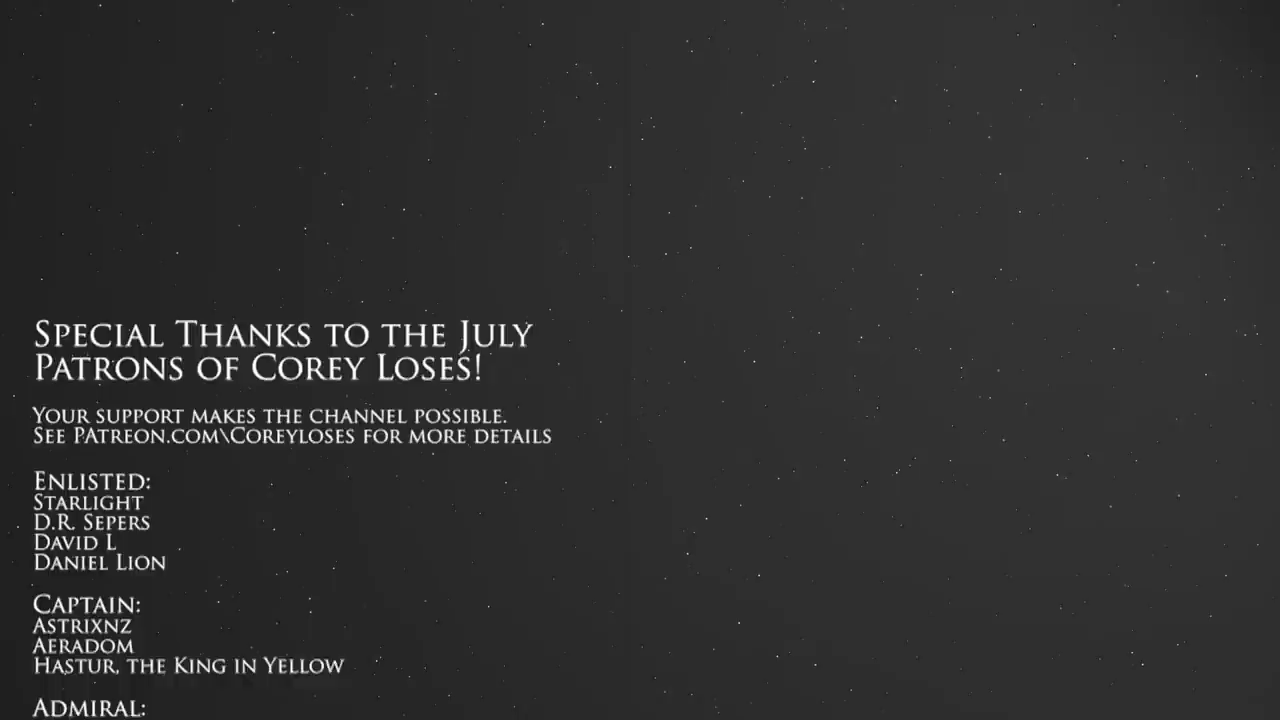 Special Thanks to the July
Patrons of Corey Loses!
Your support makes the channel possible.
See PAtreon.com\Coreyloses for more details
Enlisted:
Starlight
D.R. Sepers
David L
Daniel Lion
Captain:
Astrixnz
Aeradom
Hastur, the King in Yellow
Admiral: